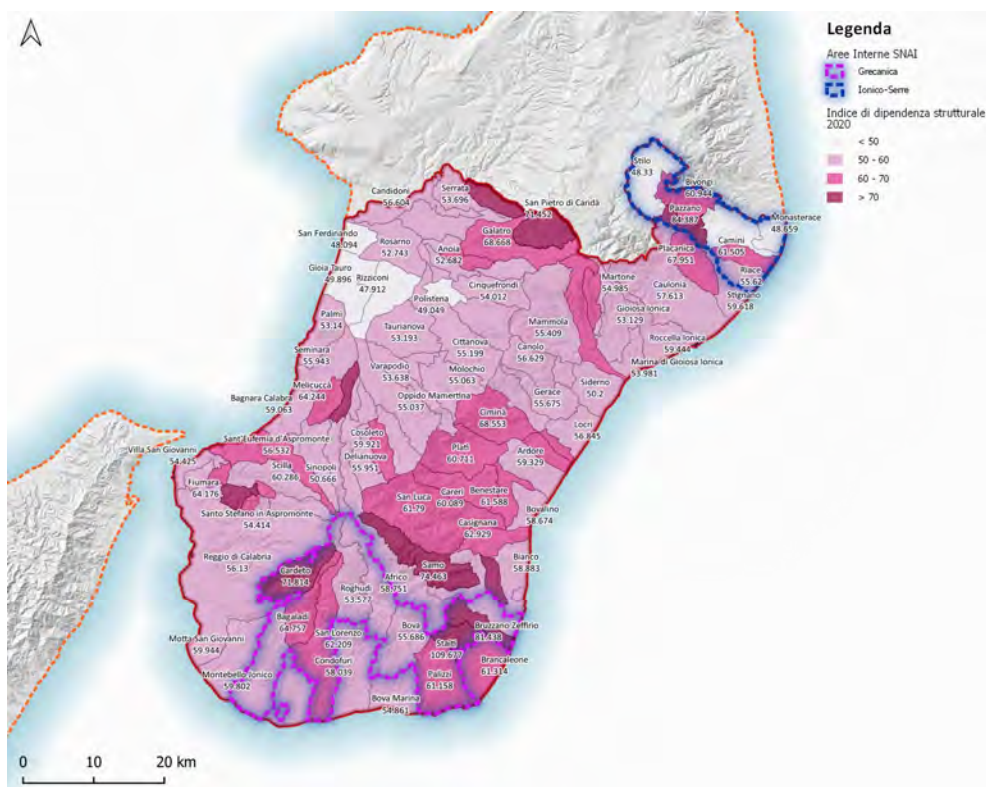 Legenda
Aree Interne SNAI
Grecanica
Ionico-Serre
Indice di dipendenza strutturale
2020
< 50
50 - 60
60 - 70
> 70
Stilo
48.33
Bivongi
60.944
Pazzano
84.387
Monasterace
48.659
Camini
61.505
Placanica
67.951
Riace
55.62
Stignano
59.618
Candidoni
56.604
Serrata
53.696
San Pietro di Caridà
71.452
San Ferdinando
48.094
Rosarno
52.743
Anoia
52.682
Galatro
68.668
Gioia Tauro
49.896
Rizziconi
47.912
Polistena
49.049
Cinquefrondi
54.012
Martone
54.985
Caulonia
57.613
Gioiosa Ionica
53.129
Roccella Ionica
59.444
Marina di Gioiosa Ionica
53.981
Palmi
53.14
Taurianova
53.193
Cittanova
55.199
Mammola
55.409
Canolo
56.629
Seminara
55.943
Varapodio
53.638
Molochio
55.063
Siderno
50.2
Melicuccà
64.244
Oppido Mamertina
55.037
Gerace
55.675
Bagnara Calabra
59.063
Locri
56.845
Ciminà
68.553
Cosoleto
59.921
Sant'Eufemia d'Aspromonte
56.532
Villa San Giovanni
54.425
Platì
60.711
Ardore
59.329
Delianuova
55.951
Scilla
60.286
Sinopoli
50.666
Fiumara
64.176
San Luca
61.79
Careri
60.089
Benestare
61.588
Bovalino
58.674
Santo Stefano in Aspromonte
54.414
Casignana
62.929
Reggio di Calabria
56.13
Cardeto
71.814
Samo
74.463
Bianco
58.883
Africo
58.751
Roghudi
53.577
Bagaladi
64.757
San Lorenzo
62.209
Bova
55.686
Bruzzano Zeffirio
81.438
Staiti
109.677
Motta San Giovanni
59.944
Condofuri
58.039
Brancaleone
61.314
Montebello Jonico
59.802
Palizzi
61.158
Bova Marina
54.861
0 10 20 km